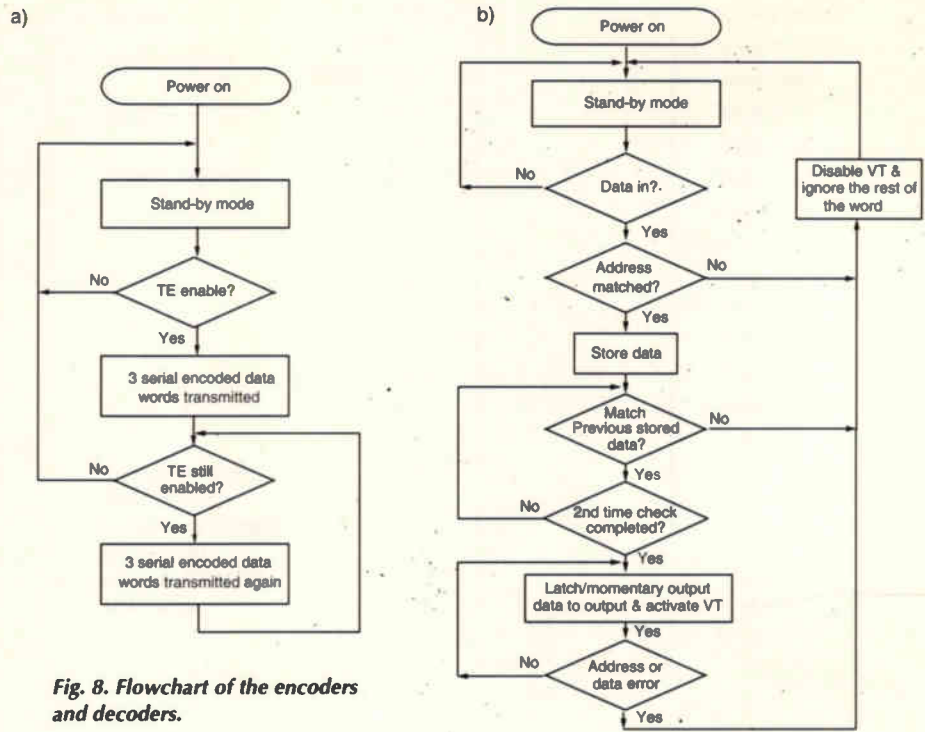 a)
Power on
Stand-by mode
TE enable?
No
Yes
3 serial encoded data
words transmitted
TE still
enabled?
No
Yes
3 serial encoded data
words transmitted again
Fig. 8. Flowchart of the encoders
and decoders.
b)
Power on
Stand-by mode
Data in?
No
Yes
Disable VT &
ignore the rest of
the word
Address
matched?
No
Yes
Store data
Match
Previous stored
data?
No
Yes
2nd time check
completed?
No
Yes
Latch/momentary output
data to output & activate VT
Yes
Address or
data error
No
Yes